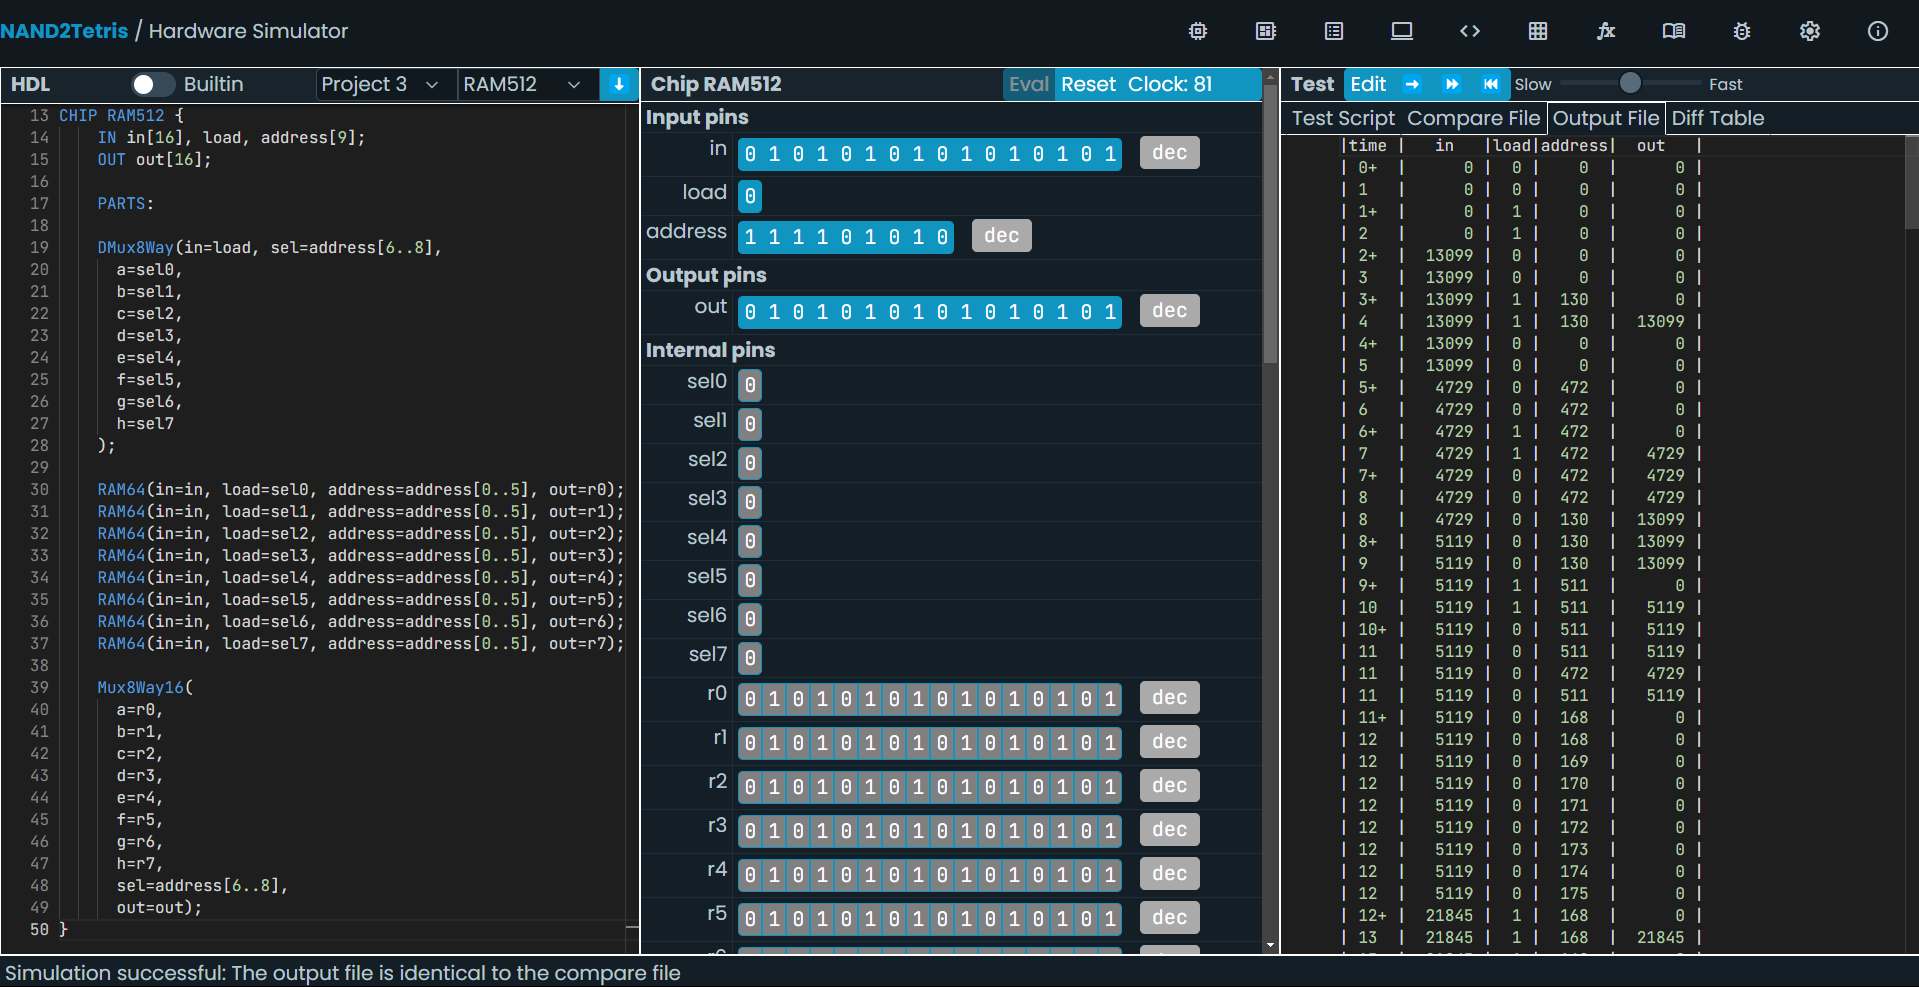 NAND2Tetris / Hardware Simulator
HDL Builtin Project 3 RAM512
13 CHIP RAM512 {
14 IN in[16], load, address[9];
15 OUT out[16];
16
17 PARTS:
18
19 DMux8Way(in=load, sel=address[6..8],
20 a=sel0,
21 b=sel1,
22 c=sel2,
23 d=sel3,
24 e=sel4,
25 f=sel5,
26 g=sel6,
27 h=sel7
28 );
29
30 RAM64(in=in, load=sel0, address=address[0..5], out=r0);
31 RAM64(in=in, load=sel1, address=address[0..5], out=r1);
32 RAM64(in=in, load=sel2, address=address[0..5], out=r2);
33 RAM64(in=in, load=sel3, address=address[0..5], out=r3);
34 RAM64(in=in, load=sel4, address=address[0..5], out=r4);
35 RAM64(in=in, load=sel5, address=address[0..5], out=r5);
36 RAM64(in=in, load=sel6, address=address[0..5], out=r6);
37 RAM64(in=in, load=sel7, address=address[0..5], out=r7);
38
39 Mux8Way16(
40 a=r0,
41 b=r1,
42 c=r2,
43 d=r3,
44 e=r4,
45 f=r5,
46 g=r6,
47 h=r7,
48 sel=address[6..8],
49 out=out);
50 }
Chip RAM512 Eval Reset Clock: 81
Input pins
in 0 1 0 1 0 1 0 1 0 1 0 1 0 1 0 1 dec
load 0
address 1 1 1 1 0 1 0 1 0 dec
Output pins
out 0 1 0 1 0 1 0 1 0 1 0 1 0 1 0 1 dec
Internal pins
sel0 0
sel1 0
sel2 0
sel3 0
sel4 0
sel5 0
sel6 0
sel7 0
r0 0 1 0 1 0 1 0 1 0 1 0 1 0 1 0 1 dec
r1 0 1 0 1 0 1 0 1 0 1 0 1 0 1 0 1 dec
r2 0 1 0 1 0 1 0 1 0 1 0 1 0 1 0 1 dec
r3 0 1 0 1 0 1 0 1 0 1 0 1 0 1 0 1 dec
r4 0 1 0 1 0 1 0 1 0 1 0 1 0 1 0 1 dec
r5 0 1 0 1 0 1 0 1 0 1 0 1 0 1 0 1 dec
Test Edit Slow Fast
Test Script Compare File Output File Diff Table
|time | in |load|address| out |
| 0+ | 0 | 0 | 0 | 0 |
| 1 | 0 | 0 | 0 | 0 |
| 1+ | 0 | 1 | 0 | 0 |
| 2 | 0 | 1 | 0 | 0 |
| 2+ | 13099 | 0 | 0 | 0 |
| 3 | 13099 | 0 | 0 | 0 |
| 3+ | 13099 | 1 | 130 | 0 |
| 4 | 13099 | 1 | 130 | 13099 |
| 4+ | 13099 | 0 | 0 | 0 |
| 5 | 13099 | 0 | 0 | 0 |
| 5+ | 4729 | 0 | 472 | 0 |
| 6 | 4729 | 0 | 472 | 0 |
| 6+ | 4729 | 1 | 472 | 0 |
| 7 | 4729 | 1 | 472 | 4729 |
| 7+ | 4729 | 0 | 472 | 4729 |
| 8 | 4729 | 0 | 472 | 4729 |
| 8 | 4729 | 0 | 130 | 13099 |
| 8+ | 5119 | 0 | 130 | 13099 |
| 9 | 5119 | 0 | 130 | 13099 |
| 9+ | 5119 | 1 | 511 | 0 |
| 10 | 5119 | 1 | 511 | 5119 |
| 10+ | 5119 | 0 | 511 | 5119 |
| 11 | 5119 | 0 | 511 | 5119 |
| 11 | 5119 | 0 | 472 | 4729 |
| 11 | 5119 | 0 | 511 | 5119 |
| 11+ | 5119 | 0 | 168 | 0 |
| 12 | 5119 | 0 | 168 | 0 |
| 12 | 5119 | 0 | 169 | 0 |
| 12 | 5119 | 0 | 170 | 0 |
| 12 | 5119 | 0 | 171 | 0 |
| 12 | 5119 | 0 | 172 | 0 |
| 12 | 5119 | 0 | 173 | 0 |
| 12 | 5119 | 0 | 174 | 0 |
| 12 | 5119 | 0 | 175 | 0 |
| 12+ | 21845 | 1 | 168 | 0 |
| 13 | 21845 | 1 | 168 | 21845 |
Simulation successful: The output file is identical to the compare file